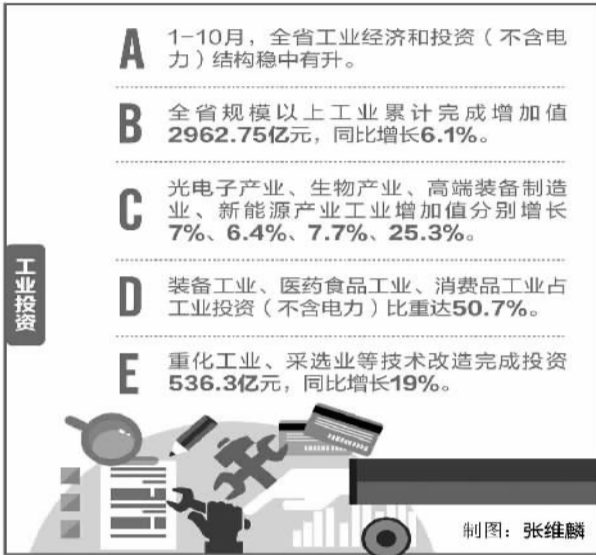 A
1-10月，全省工业经济和投资（不含电
力）结构稳中有升。
B
全省规模以上工业累计完成增加值
2962.75亿元，同比增长6.1%。
C
光电子产业、生物产业、高端装备制造
业、新能源产业工业增加值分别增长
7%、6.4%、7.7%、25.3%。
工业投资
D
装备工业、医药食品工业、消费品工业占
工业投资（不含电力）比重达50.7%。
E
重化工业、采选业等技术改造完成投资
536.3亿元，同比增长19%。
制图：张维麟